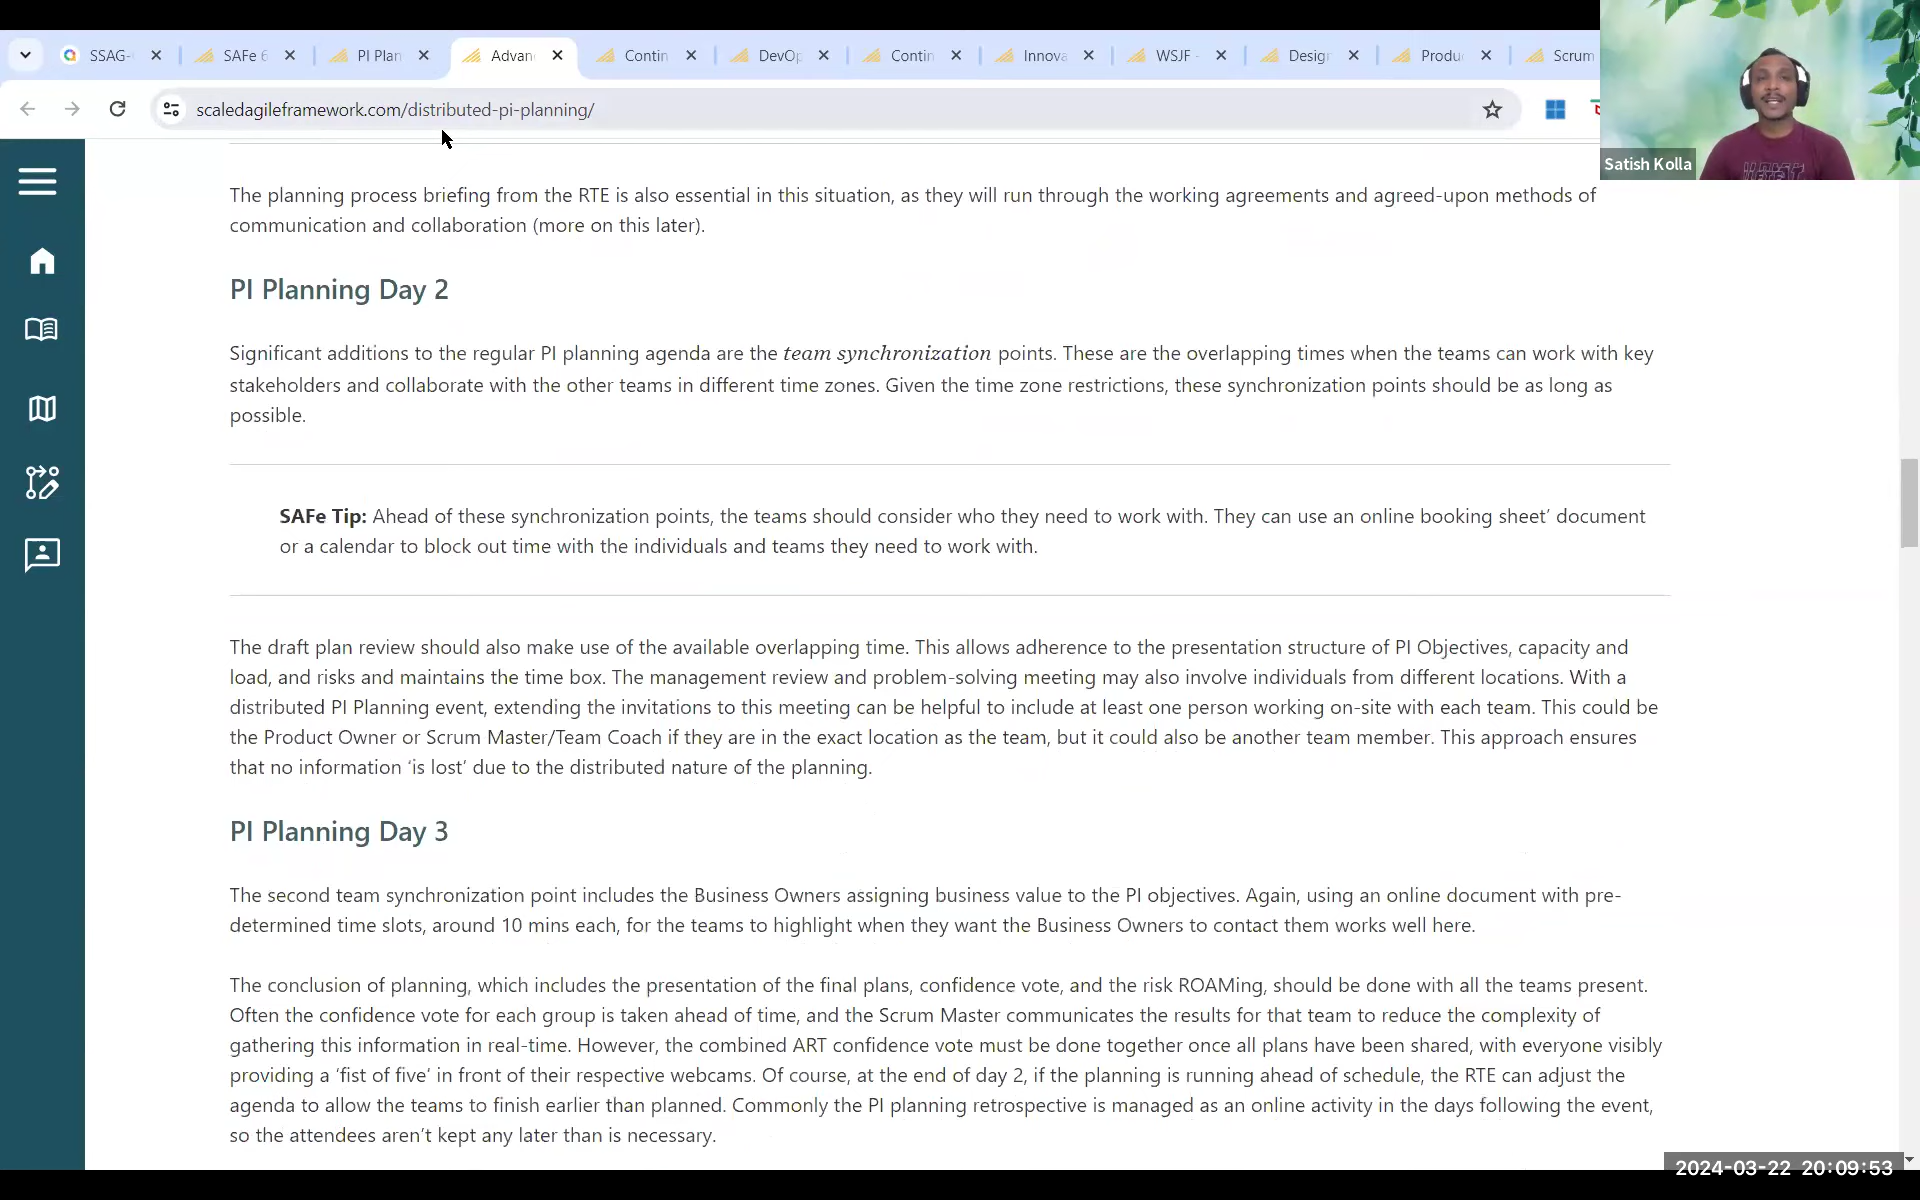 SSAG-
SAFe 6
PI Plan
Advan
Contin
DevOp
Contin
Innova
WSJF -
Design
Produc
Scrum
scaledagileframework.com/distributed-pi-planning/
Satish Kolla
The planning process briefing from the RTE is also essential in this situation, as they will run through the working agreements and agreed-upon methods of
communication and collaboration (more on this later).
PI Planning Day 2
Significant additions to the regular PI planning agenda are the team synchronization points. These are the overlapping times when the teams can work with key
stakeholders and collaborate with the other teams in different time zones. Given the time zone restrictions, these synchronization points should be as long as
possible.
SAFe Tip: Ahead of these synchronization points, the teams should consider who they need to work with. They can use an online booking sheet’ document
or a calendar to block out time with the individuals and teams they need to work with.
The draft plan review should also make use of the available overlapping time. This allows adherence to the presentation structure of PI Objectives, capacity and
load, and risks and maintains the time box. The management review and problem-solving meeting may also involve individuals from different locations. With a
distributed PI Planning event, extending the invitations to this meeting can be helpful to include at least one person working on-site with each team. This could be
the Product Owner or Scrum Master/Team Coach if they are in the exact location as the team, but it could also be another team member. This approach ensures
that no information ‘is lost’ due to the distributed nature of the planning.
PI Planning Day 3
The second team synchronization point includes the Business Owners assigning business value to the PI objectives. Again, using an online document with pre-
determined time slots, around 10 mins each, for the teams to highlight when they want the Business Owners to contact them works well here.
The conclusion of planning, which includes the presentation of the final plans, confidence vote, and the risk ROAMing, should be done with all the teams present.
Often the confidence vote for each group is taken ahead of time, and the Scrum Master communicates the results for that team to reduce the complexity of
gathering this information in real-time. However, the combined ART confidence vote must be done together once all plans have been shared, with everyone visibly
providing a ‘fist of five’ in front of their respective webcams. Of course, at the end of day 2, if the planning is running ahead of schedule, the RTE can adjust the
agenda to allow the teams to finish earlier than planned. Commonly the PI planning retrospective is managed as an online activity in the days following the event,
so the attendees aren’t kept any later than is necessary.
2024-03-22 20:09:53